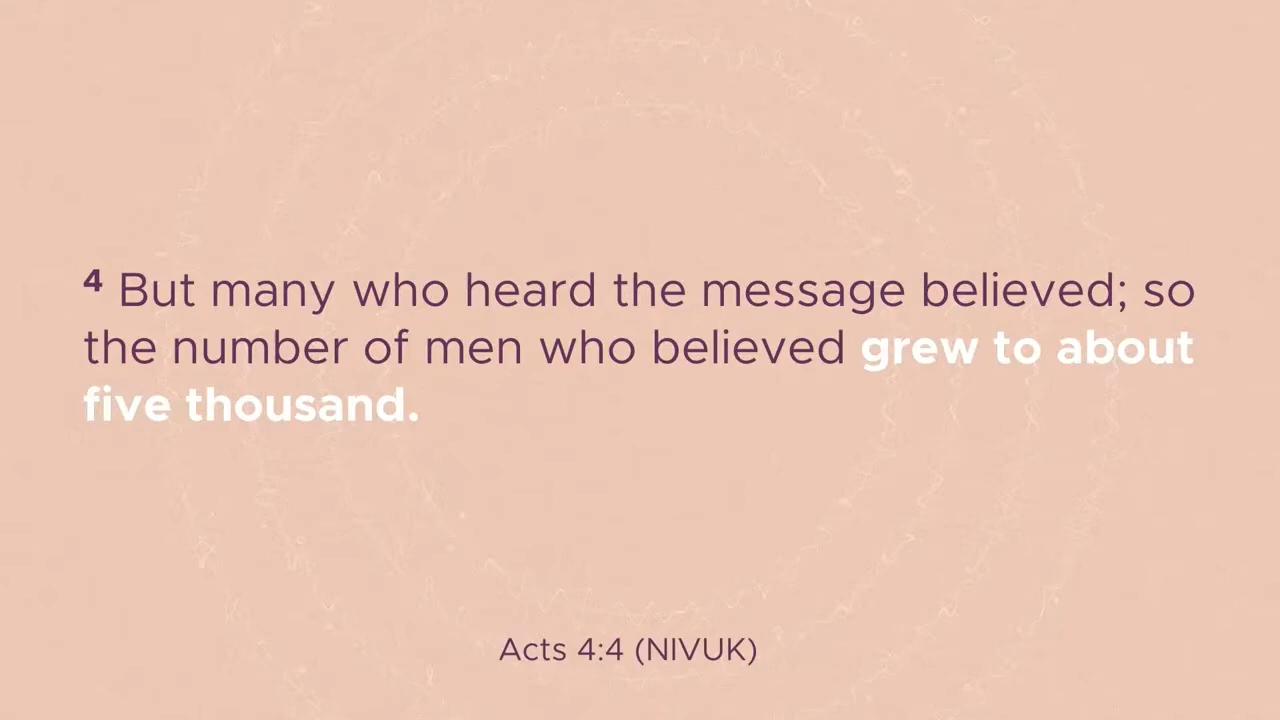 4 But many who heard the message believed; so
the number of men who believed grew to about
five thousand.
Acts 4:4 (NIVUK)